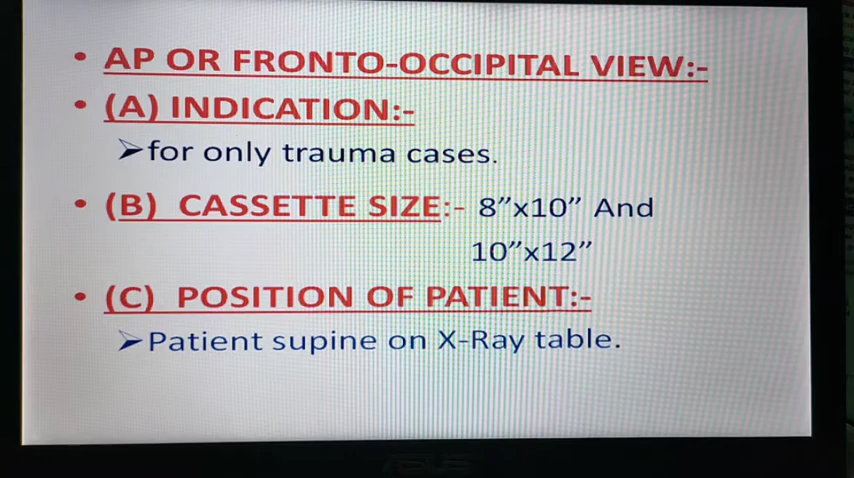 • AP OR FRONTO-OCCIPITAL VIEW:-
• (A) INDICATION:-
➢for only trauma cases.
• (B) CASSETTE SIZE:- 8”x10” And
10”x12”
• (C) POSITION OF PATIENT:-
➢Patient supine on X-Ray table.
ASUS